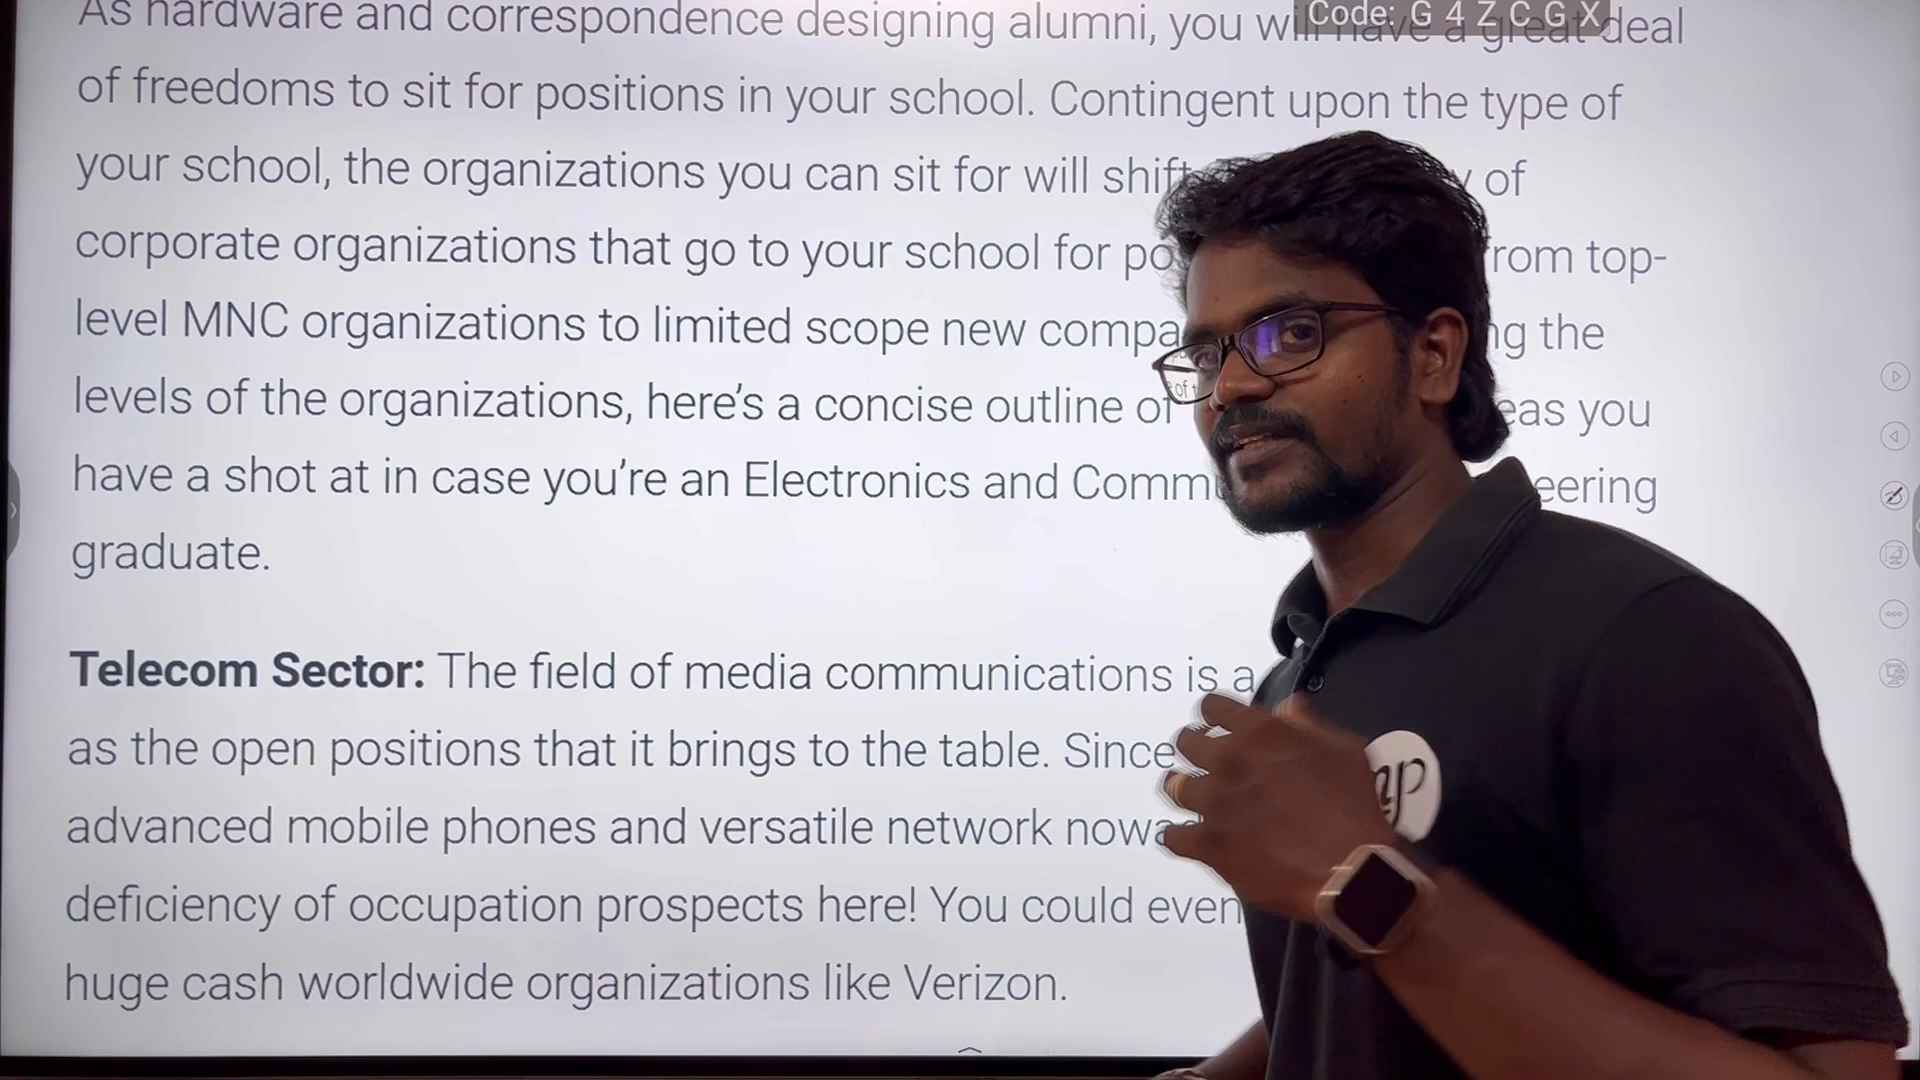 As hardware and correspondence designing alumni, you will have a great deal
Code: G 4 Z C G X
of freedoms to sit for positions in your school. Contingent upon the type of
your school, the organizations you can sit for will shift of
corporate organizations that go to your school for top-
level MNC organizations to limited scope new the
levels of the organizations, here's a concise outline of you
have a shot at in case you're an Electronics and
graduate.
Telecom Sector: The field of media communications is a
as the open positions that it brings to the table. Since
advanced mobile phones and versatile network
deficiency of occupation prospects here! You could even
huge cash worldwide organizations like Verizon.